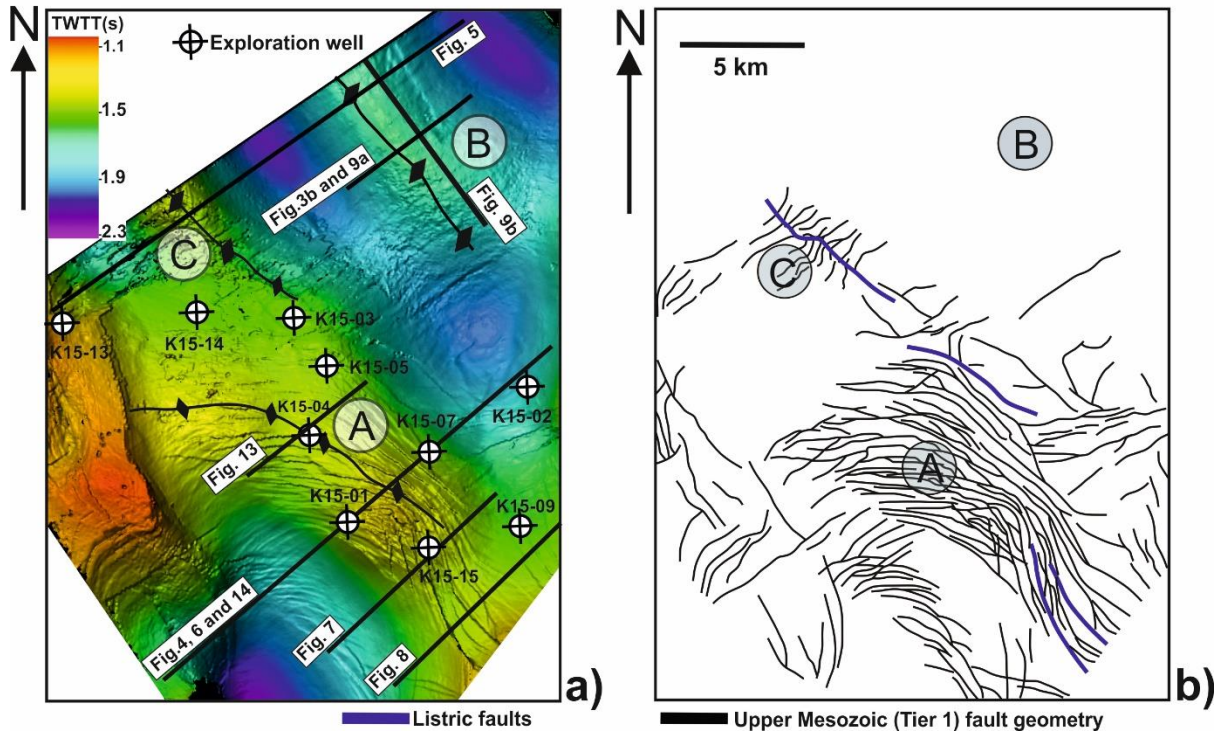 N
TWTT(s)
-1.1
-1.5
-1.9
-2.3
Exploration well
Fig. 5
B
Fig.3b and 9a
Fig. 9b
C
K15-13
K15-14
K15-03
K15-05
K15-02
K15-04
A
K15-07
Fig. 13
K15-01
K15-09
K15-15
Fig.4, 6 and 14
Fig. 7
Fig. 8
a)
Listric faults
N
5 km
B
C
A
b)
Upper Mesozoic (Tier 1) fault geometry